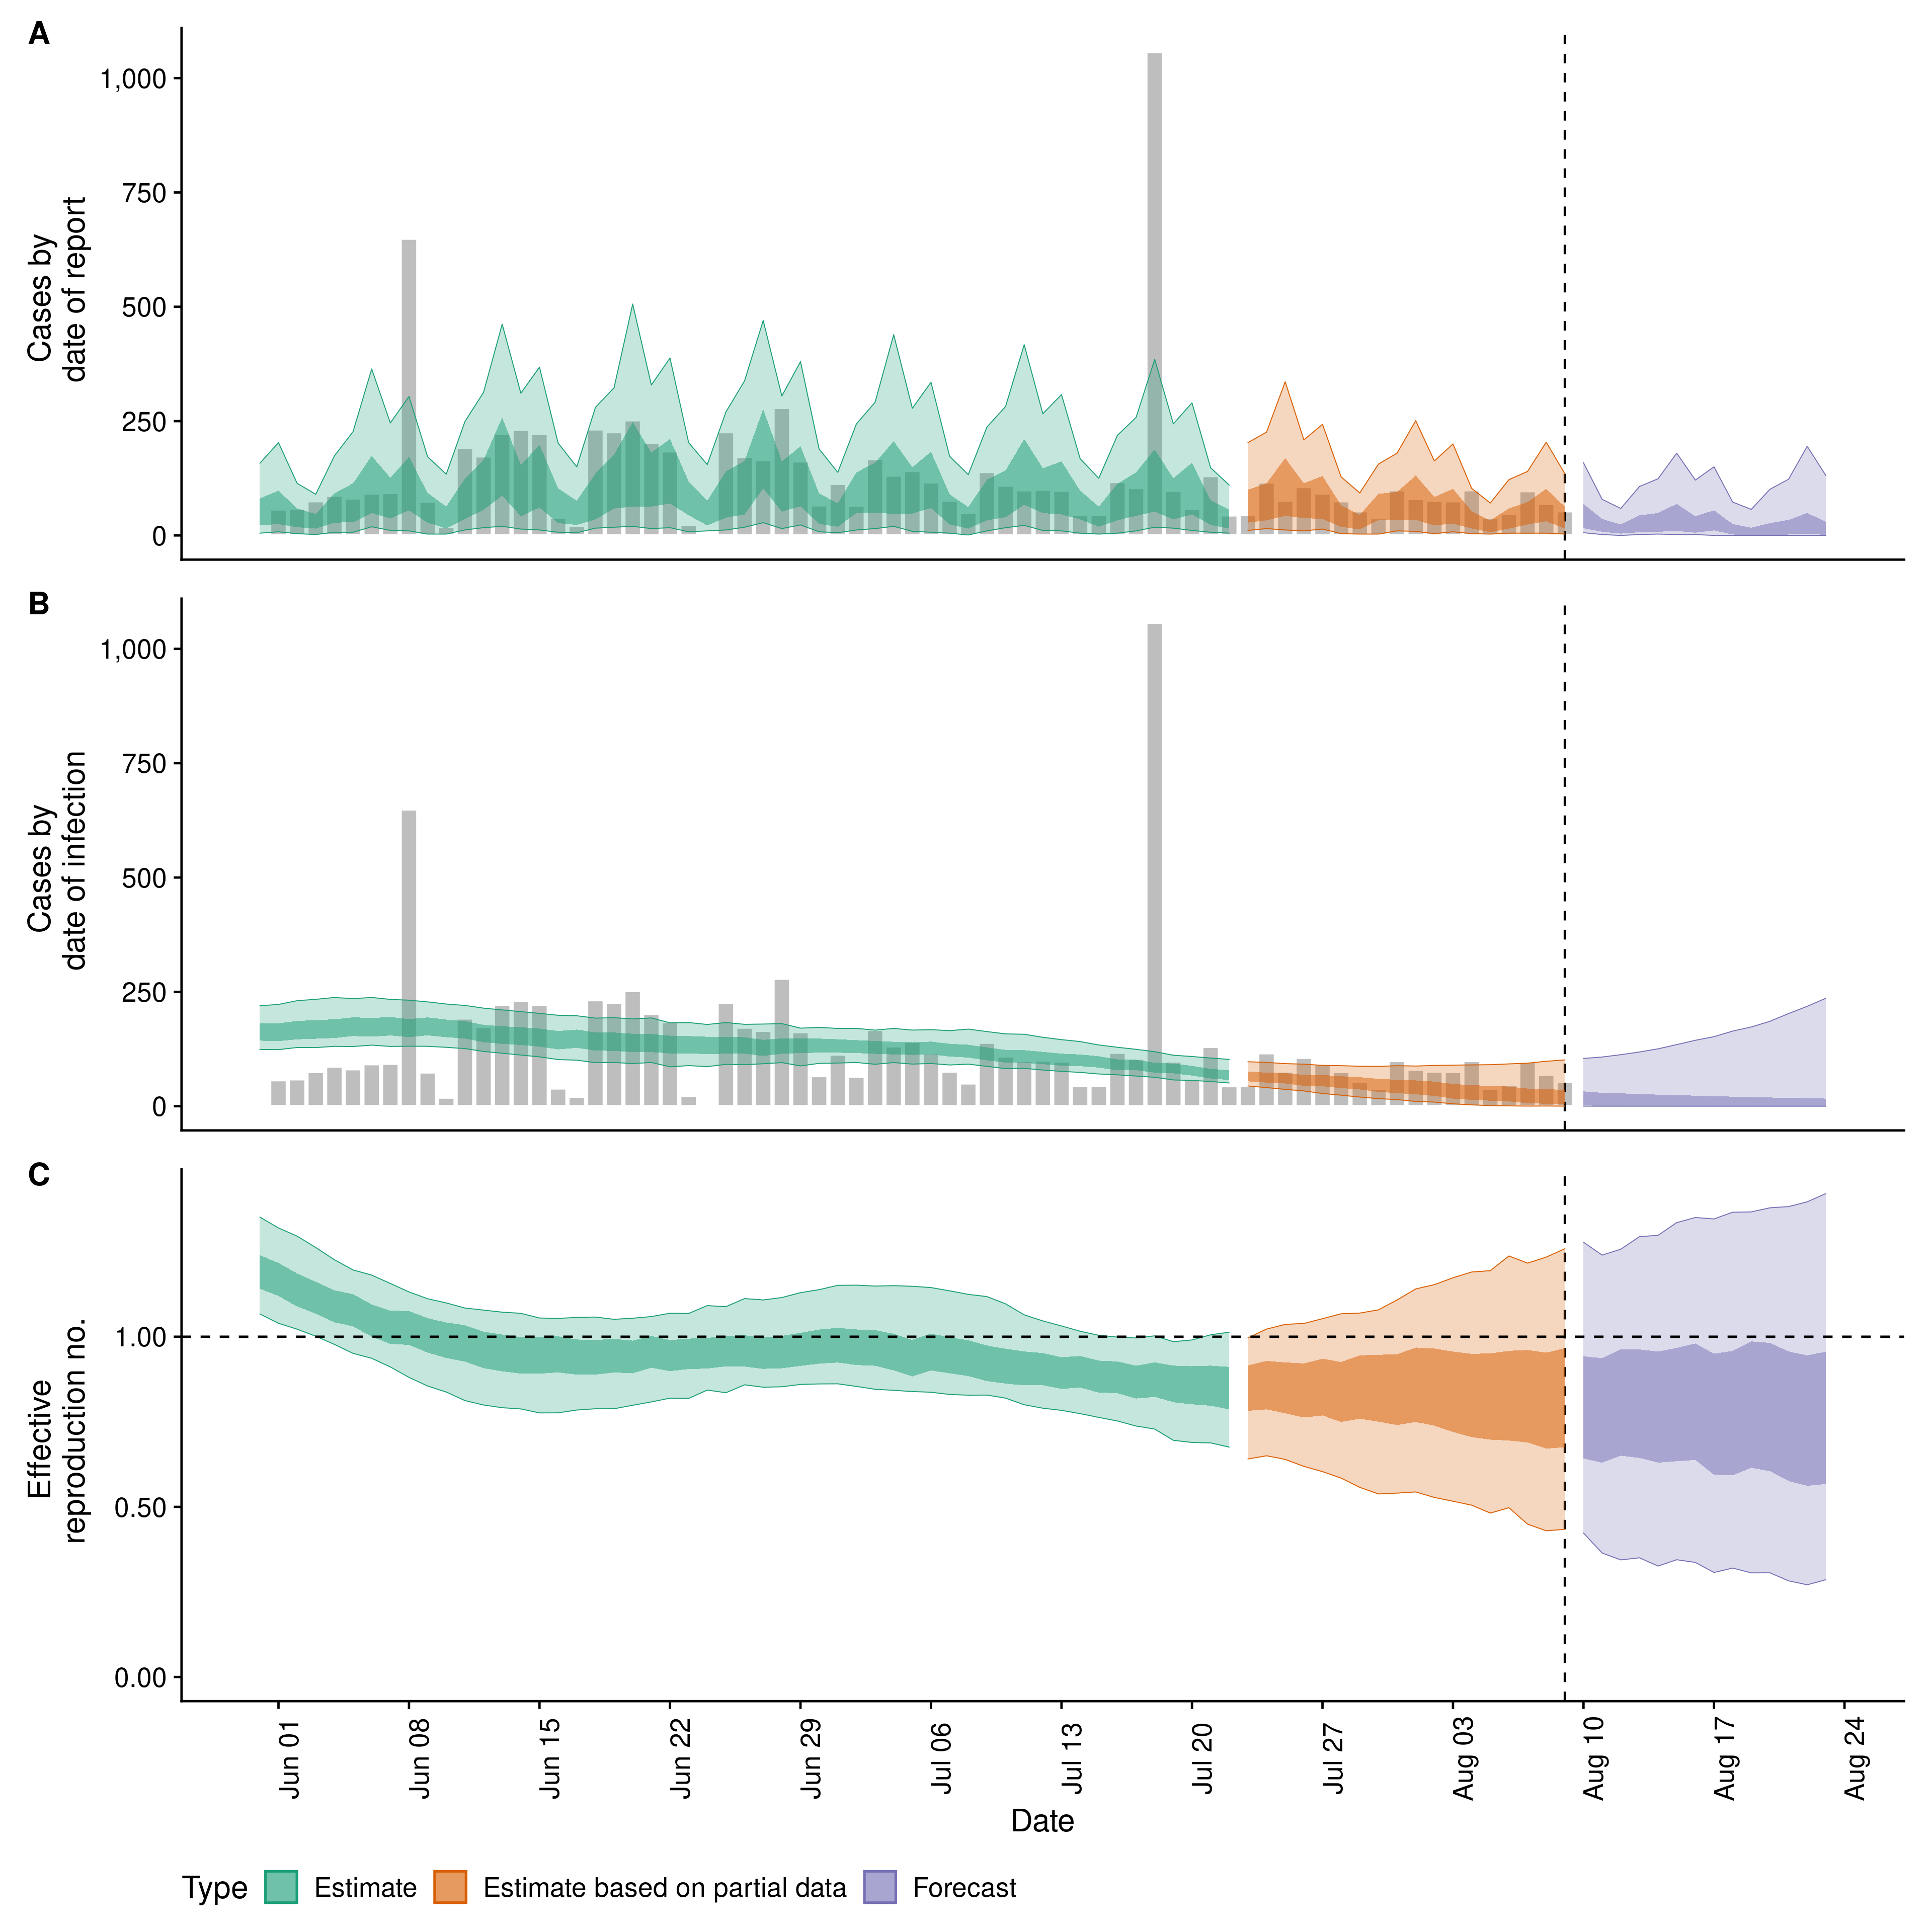 A
1,000
750
500
250
0
Cases by
date of report
B
1,000
750
500
250
0
Cases by
date of infection
C
1.00
0.50
0.00
Effective
reproduction no.
Jun 01
Jun 08
Jun 15
Jun 22
Jun 29
Jul 06
Jul 13
Jul 20
Jul 27
Aug 03
Aug 10
Aug 17
Aug 24
Date
Type Estimate Estimate based on partial data Forecast